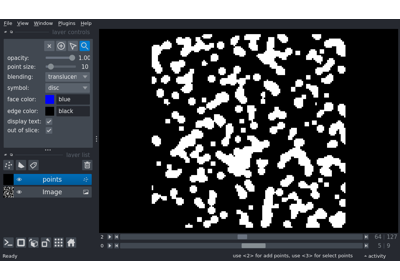 File View Window Plugins Help
layer controls
opacity: 1.00
point size: 10
blending: translucen
symbol: disc
face color: blue
edge color: black
display text:
out of slice:
layer list
points
Image
2 64 127
0 5 9
Ready use <2> for add points, use <3> for select points activity